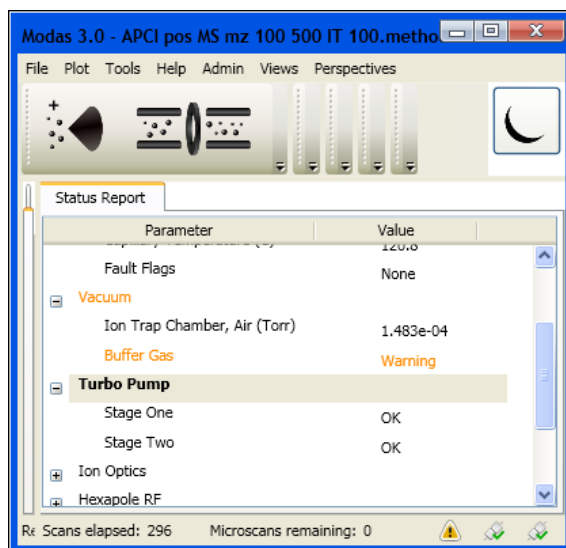 Modas 3.0 - APCI pos MS mz 100 500 IT 100.metho
File Plot Tools Help Admin Views Perspectives
Status Report
Parameter Value
120.8
Fault Flags None
Vacuum
Ion Trap Chamber, Air (Torr) 1.483e-04
Buffer Gas Warning
Turbo Pump
Stage One OK
Stage Two OK
Ion Optics
Hexapole RF
Scans elapsed: 296 Microscans remaining: 0